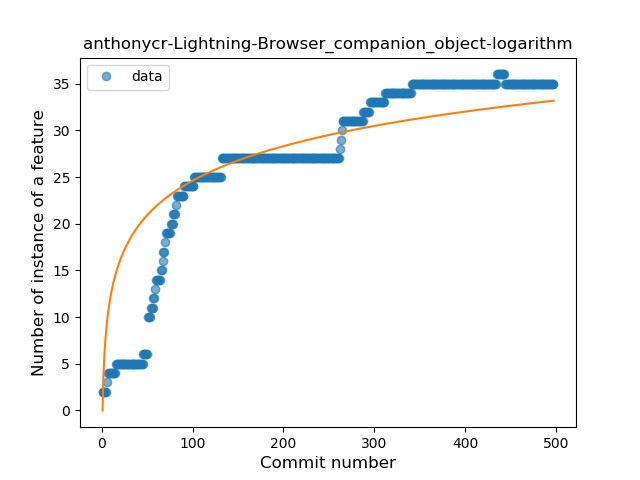 anthonycr-Lightning-Browser_companion_object-logarithm
data
Number of instance of a feature
35
30
25
20
15
10
5
0
0 100 200 300 400 500
Commit number